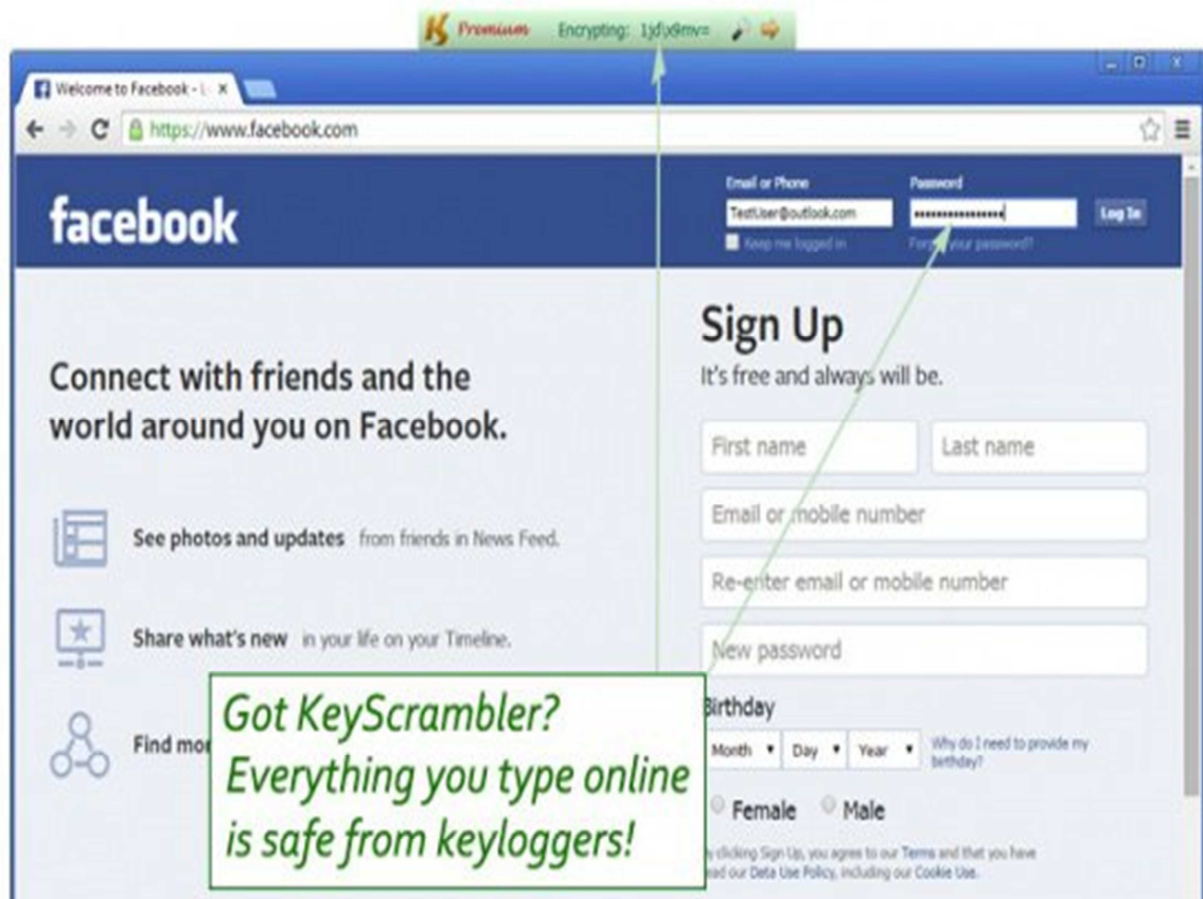 Premium Encrypting:
Welcome to Facebook - L
https://www.facebook.com
facebook
Email or Phone
Password
TestUser@outlook.com
Log In
Keep me logged in
Forgot your password?
Sign Up
It's free and always will be.
Connect with friends and the
world around you on Facebook.
First name
Last name
Email or mobile number
See photos and updates from friends in News Feed.
Re-enter email or mobile number
Share what's new in your life on your Timeline.
New password
Got KeyScrambler?
Everything you type online
is safe from keyloggers!
Birthday
Find mor
Month Day Year
Why do I need to provide my
birthday?
Female Male
y clicking Sign Up, you agree to our Terms and that you have
ead our Data Use Policy, including our Cookie Use.